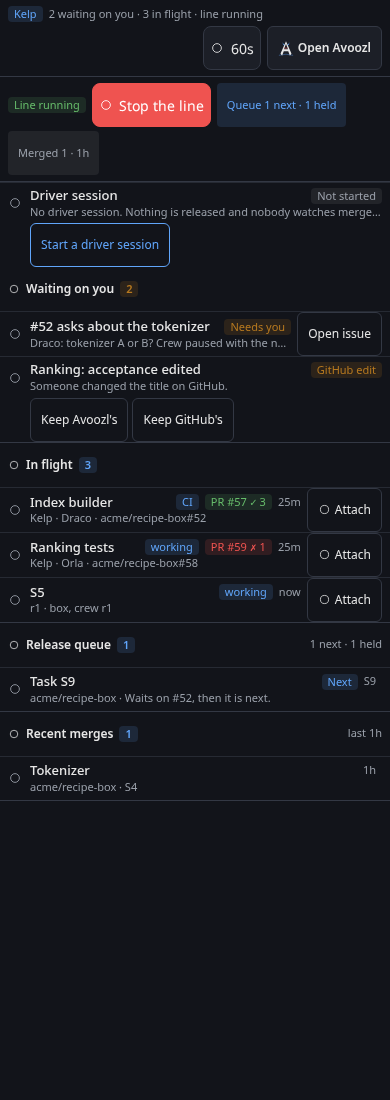 Kelp 2 waiting on you · 3 in flight · line running
60s Open Avoozl
Line running Stop the line Queue 1 next · 1 held
Merged 1 · 1h
Driver session Not started
No driver session. Nothing is released and nobody watches merge...
Start a driver session
Waiting on you 2
#52 asks about the tokenizer Needs you Open issue
Draco: tokenizer A or B? Crew paused with the n...
Ranking: acceptance edited GitHub edit
Someone changed the title on GitHub.
Keep Avoozl's Keep GitHub's
In flight 3
Index builder CI PR #57 ✓ 3 25m Attach
Kelp · Draco · acme/recipe-box#52
Ranking tests working PR #59 ✗ 1 25m Attach
Kelp · Orla · acme/recipe-box#58
S5 working now Attach
r1 · box, crew r1
Release queue 1 1 next · 1 held
Task S9 Next S9
acme/recipe-box · Waits on #52, then it is next.
Recent merges 1 last 1h
Tokenizer 1h
acme/recipe-box · S4